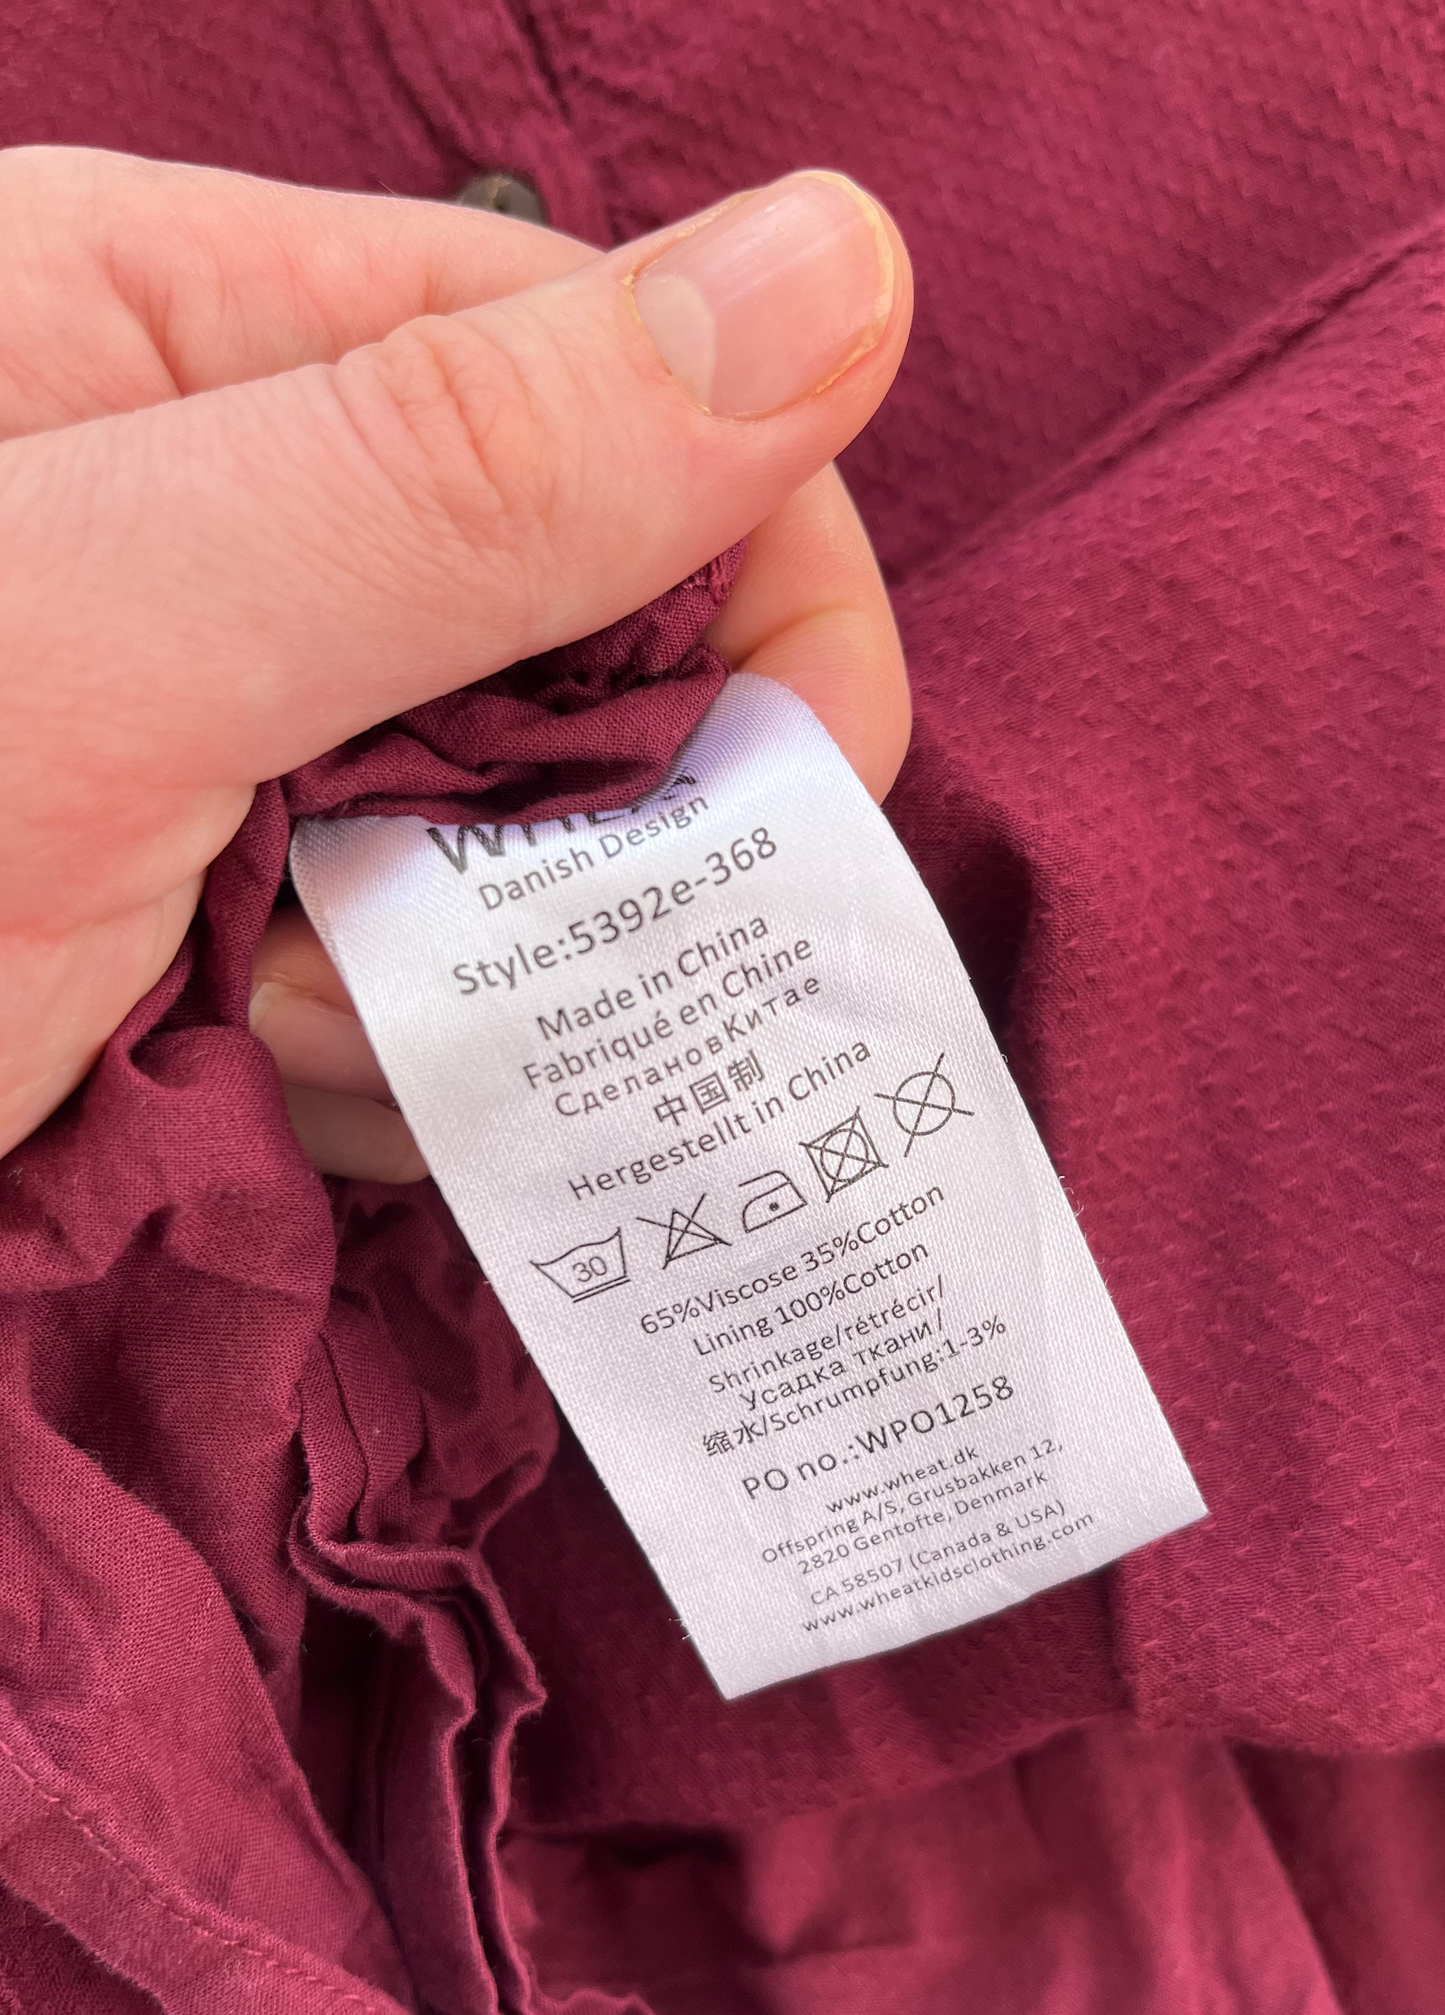 WHEAT
Danish Design
Style:5392e-368
Made in China
Fabriqué en Chine
Сделано в Китае
中国制
Hergestellt in China
30
65%Viscose 35%Cotton
Lining 100%Cotton
Shrinkage/rétrécir/
Усадка ткани/
缩水/Schrumpfung:1-3%
PO no.:WPO1258
www.wheat.dk
Offspring A/S, Grusbakken 12,
2820 Gentofte, Denmark
CA 58507 (Canada & USA)
www.wheatkidsclothing.com